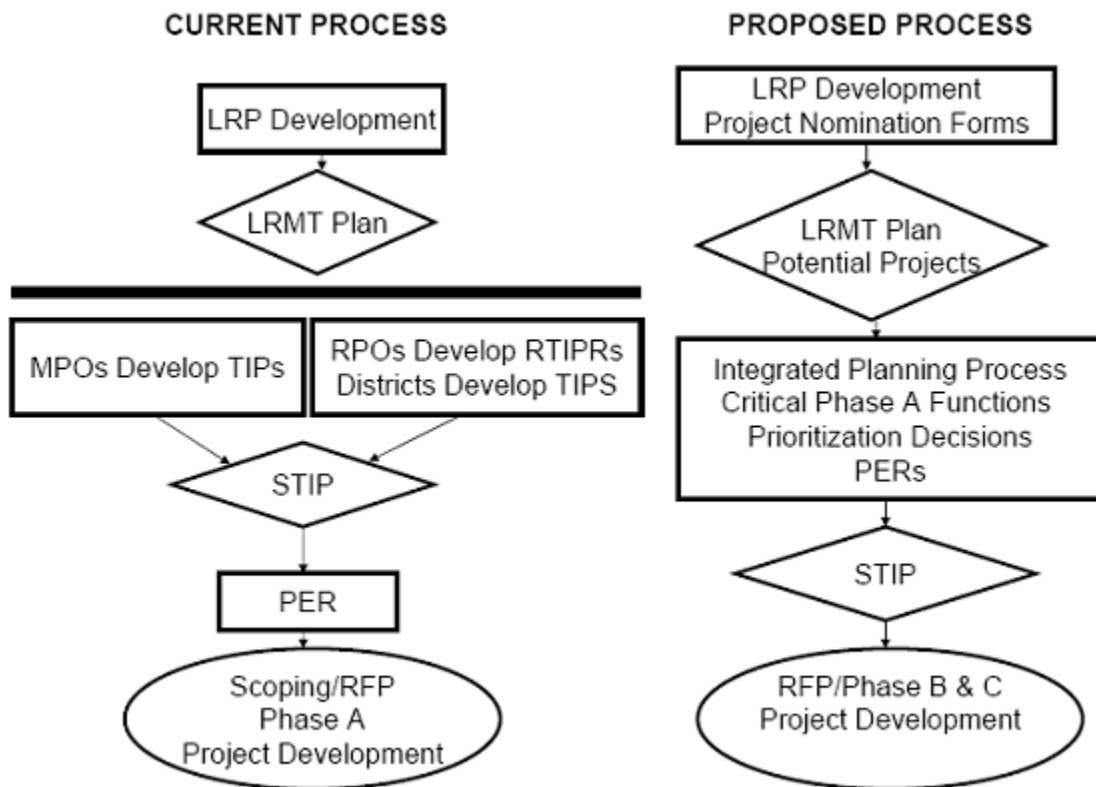 CURRENT PROCESS
LRP Development
LRMT Plan
MPOs Develop TIPs
RPOs Develop RTIPRs
Districts Develop TIPS
STIP
PER
Scoping/RFP
Phase A
Project Development
PROPOSED PROCESS
LRP Development
Project Nomination Forms
LRMT Plan
Potential Projects
Integrated Planning Process
Critical Phase A Functions
Prioritization Decisions
PERs
STIP
RFP/Phase B & C
Project Development